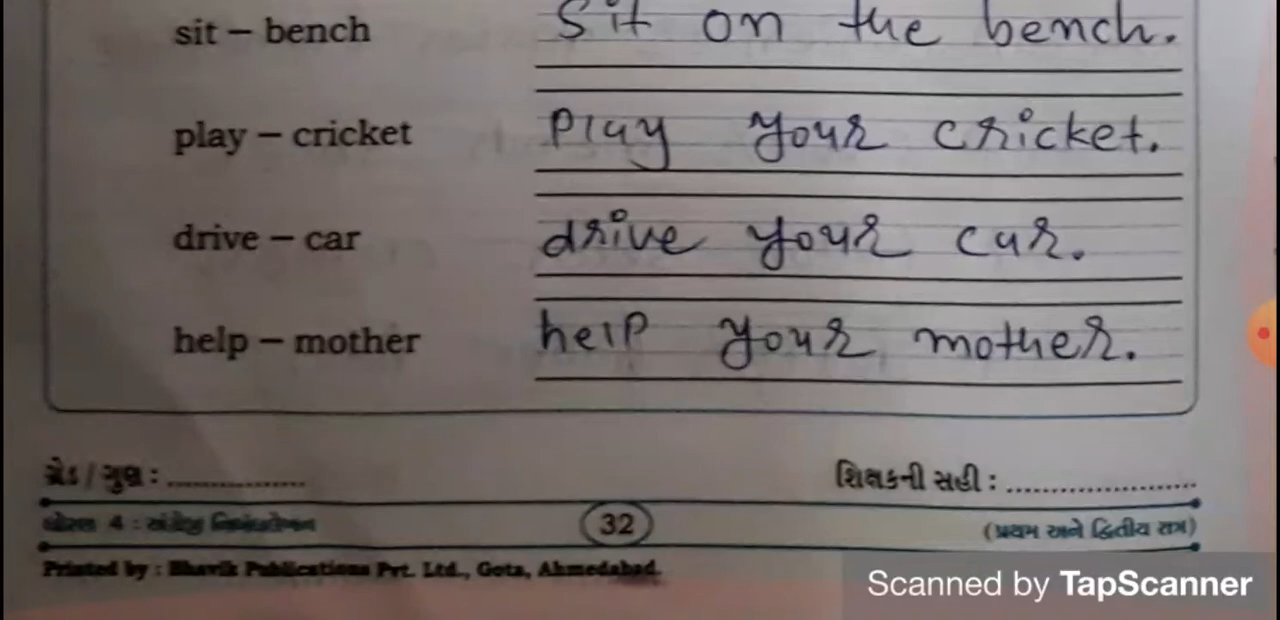 sit – bench Sit on the bench.
play – cricket Play your cricket.
drive – car drive your car.
help – mother help your mother.
ગ્રેડ / ગુણ : ............... શિક્ષકની સહી : ......................
ધોરણ 4 : અંગ્રેજી 32 (પ્રથમ અને દ્વિતીય સત્ર)
Printed by : Bhavik Publications Pvt. Ltd., Gota, Ahmedabad.
Scanned by TapScanner